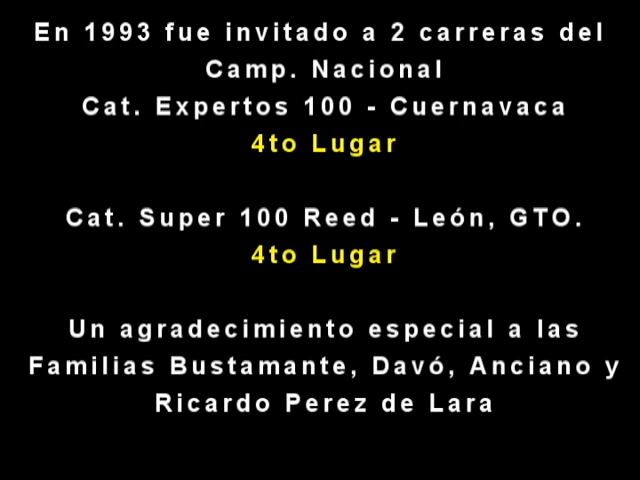 En 1993 fue invitado a 2 carreras del
Camp. Nacional
Cat. Expertos 100 - Cuernavaca
4to Lugar
Cat. Super 100 Reed - León, GTO.
4to Lugar
Un agradecimiento especial a las
Familias Bustamante, Davó, Anciano y
Ricardo Perez de Lara